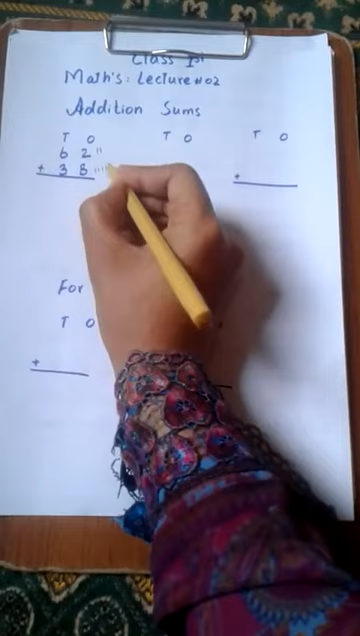 Class 1st
Math's: Lecture #02
Addition Sums
T O T O T O
6 2 "
+ 3 8 +
For
T O
+